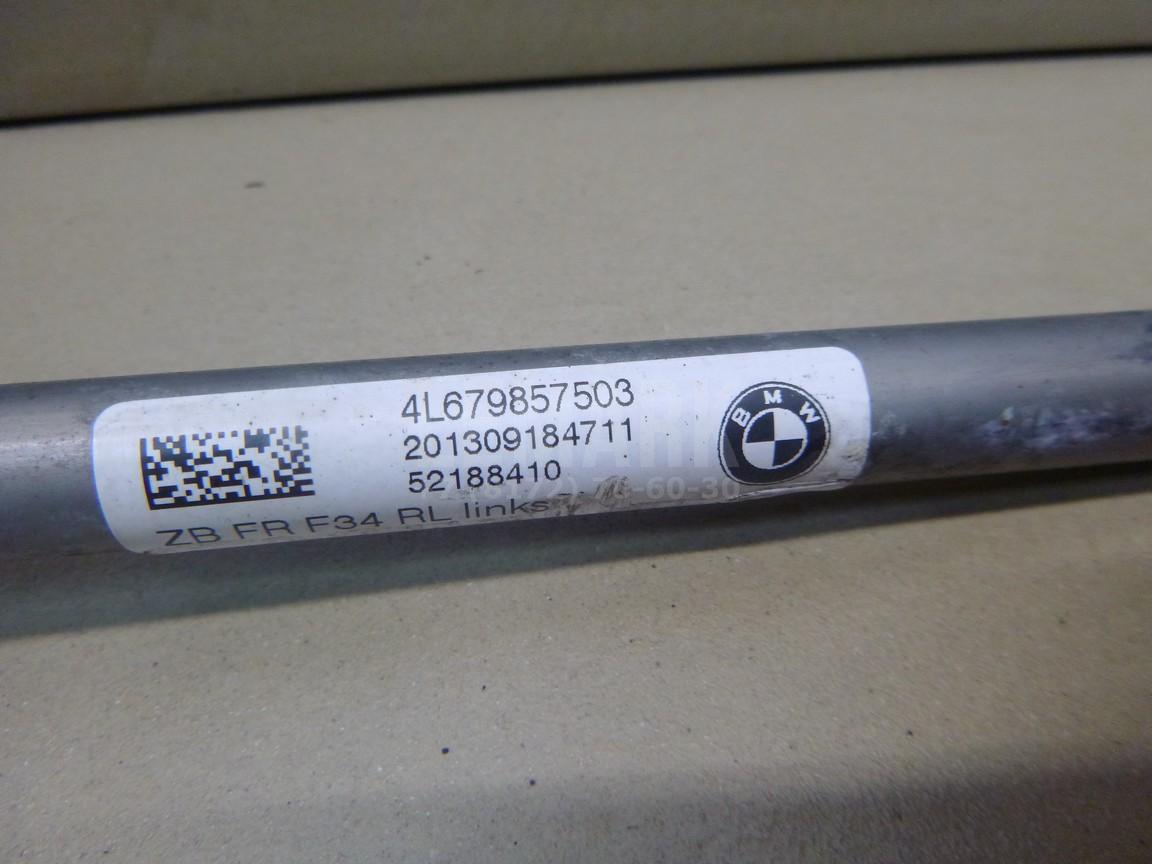 4L679857503
201309184711
52188410
ZB FR F34 RL links
BMW